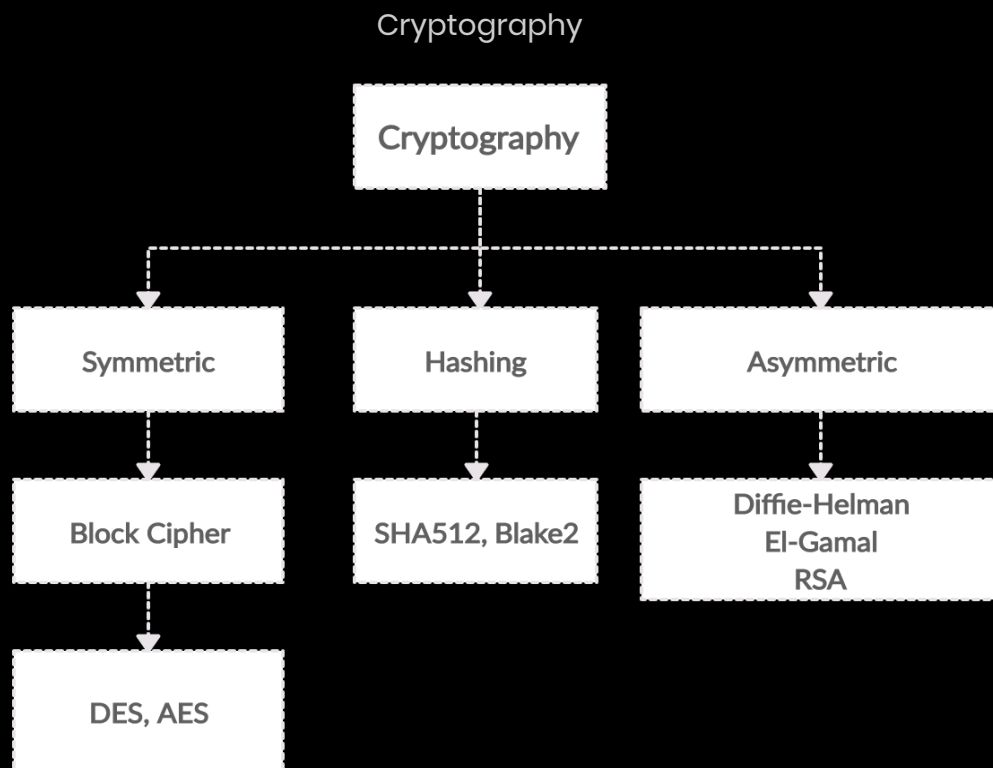 Cryptography
Cryptography
Symmetric
Hashing
Asymmetric
Block Cipher
SHA512, Blake2
Diffie-Helman
El-Gamal
RSA
DES, AES